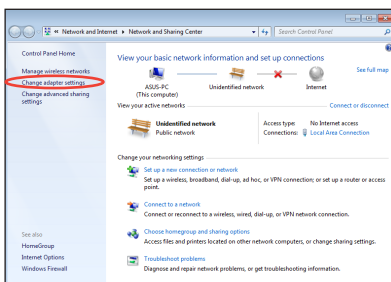 « Network and Internet ▸ Network and Sharing Center
Search Control Panel
Control Panel Home
Manage wireless networks
Change adapter settings
Change advanced sharing
settings
See also
HomeGroup
Internet Options
Windows Firewall
View your basic network information and set up connections
See full map
ASUS-PC
(This computer)
Unidentified network
Internet
View your active networks
Connect or disconnect
Unidentified network
Public network
Access type: No Internet access
Connections: Local Area Connection
Change your networking settings
Set up a new connection or network
Set up a wireless, broadband, dial-up, ad hoc, or VPN connection; or set up a router or access
point.
Connect to a network
Connect or reconnect to a wireless, wired, dial-up, or VPN network connection.
Choose homegroup and sharing options
Access files and printers located on other network computers, or change sharing settings.
Troubleshoot problems
Diagnose and repair network problems, or get troubleshooting information.